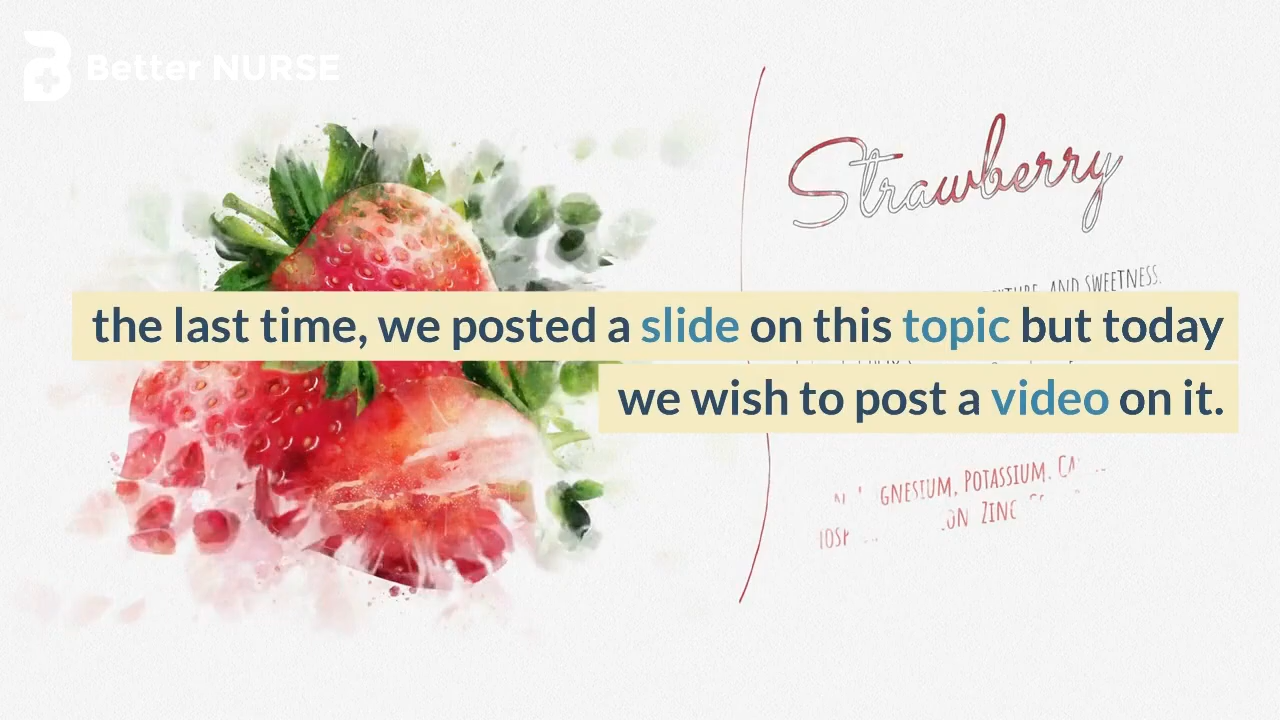 Better NURSE
Strawberry
AND SWEETNESS.
the last time, we posted a slide on this topic but today
we wish to post a video on it.
POTASSIUM,
ZINC